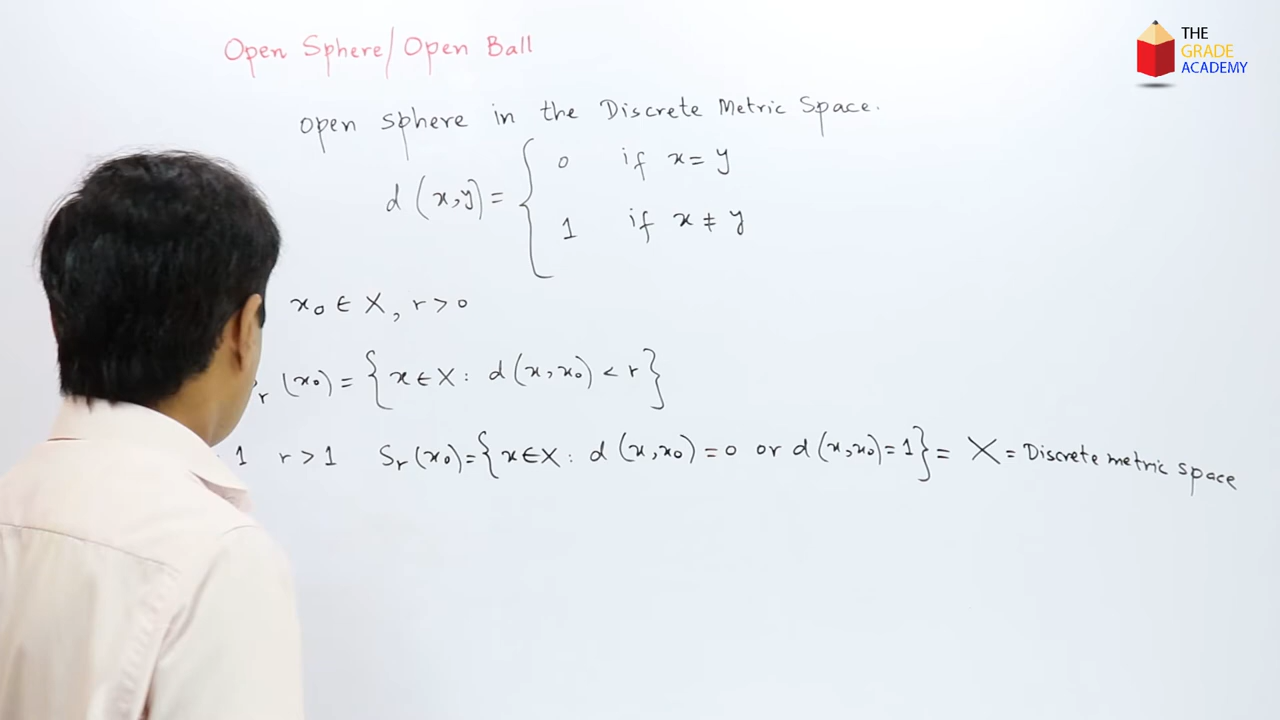 Open Sphere/Open Ball
THE
GRADE
ACADEMY
open sphere in the Discrete Metric Space.
d(x,y)= { 0 if x=y
1 if x≠y
x₀ ∈ X, r>0
r(x₀) = {x∈X: d(x,x₀) < r}
1 r>1 Sr(x₀)={x∈X: d(x,x₀)=0 or d(x,x₀)=1}= X = Discrete metric space